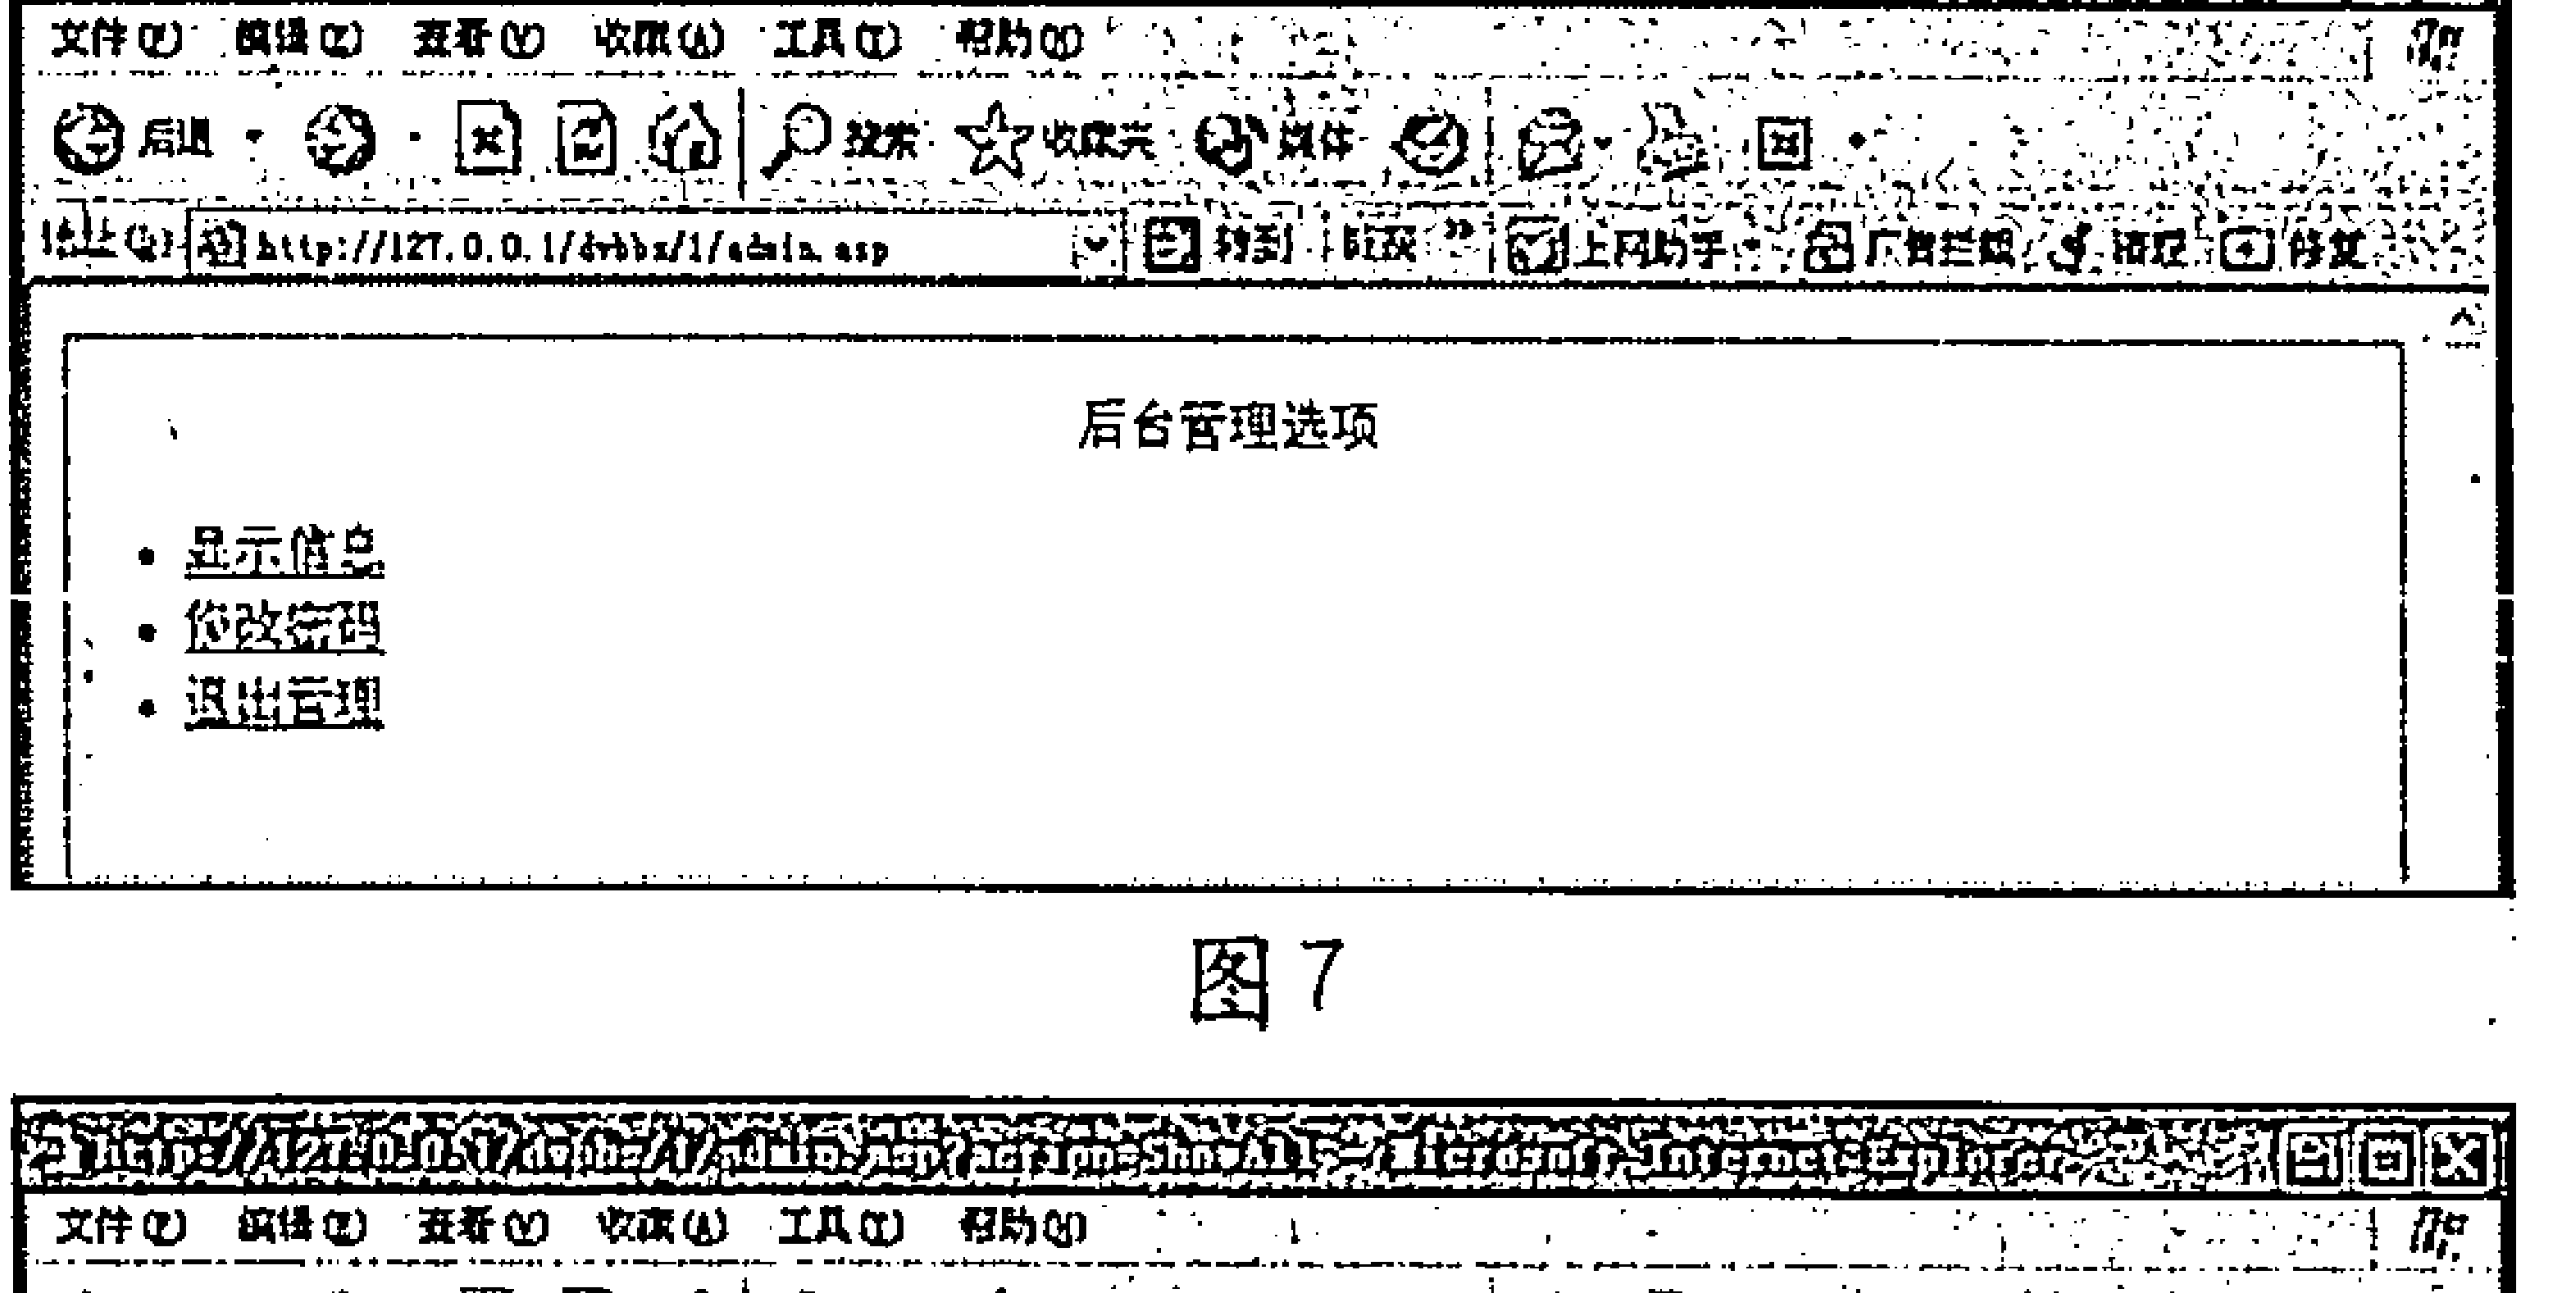 文件(F) 编辑(E) 查看(V) 收藏(A) 工具(T) 帮助(H)
后退 搜索 收藏夹 媒体
地址(D) http://127.0.0.1/dvbbs/1/admin.asp 转到 上网助手 广告拦截 修复
后台管理选项
显示信息
修改密码
退出管理
图 7
http://127.0.0.1/dvbbs/1/admin.asp?action=ShowAll - Microsoft Internet Explorer
文件(F) 编辑(E) 查看(V) 收藏(A) 工具(T) 帮助(H)